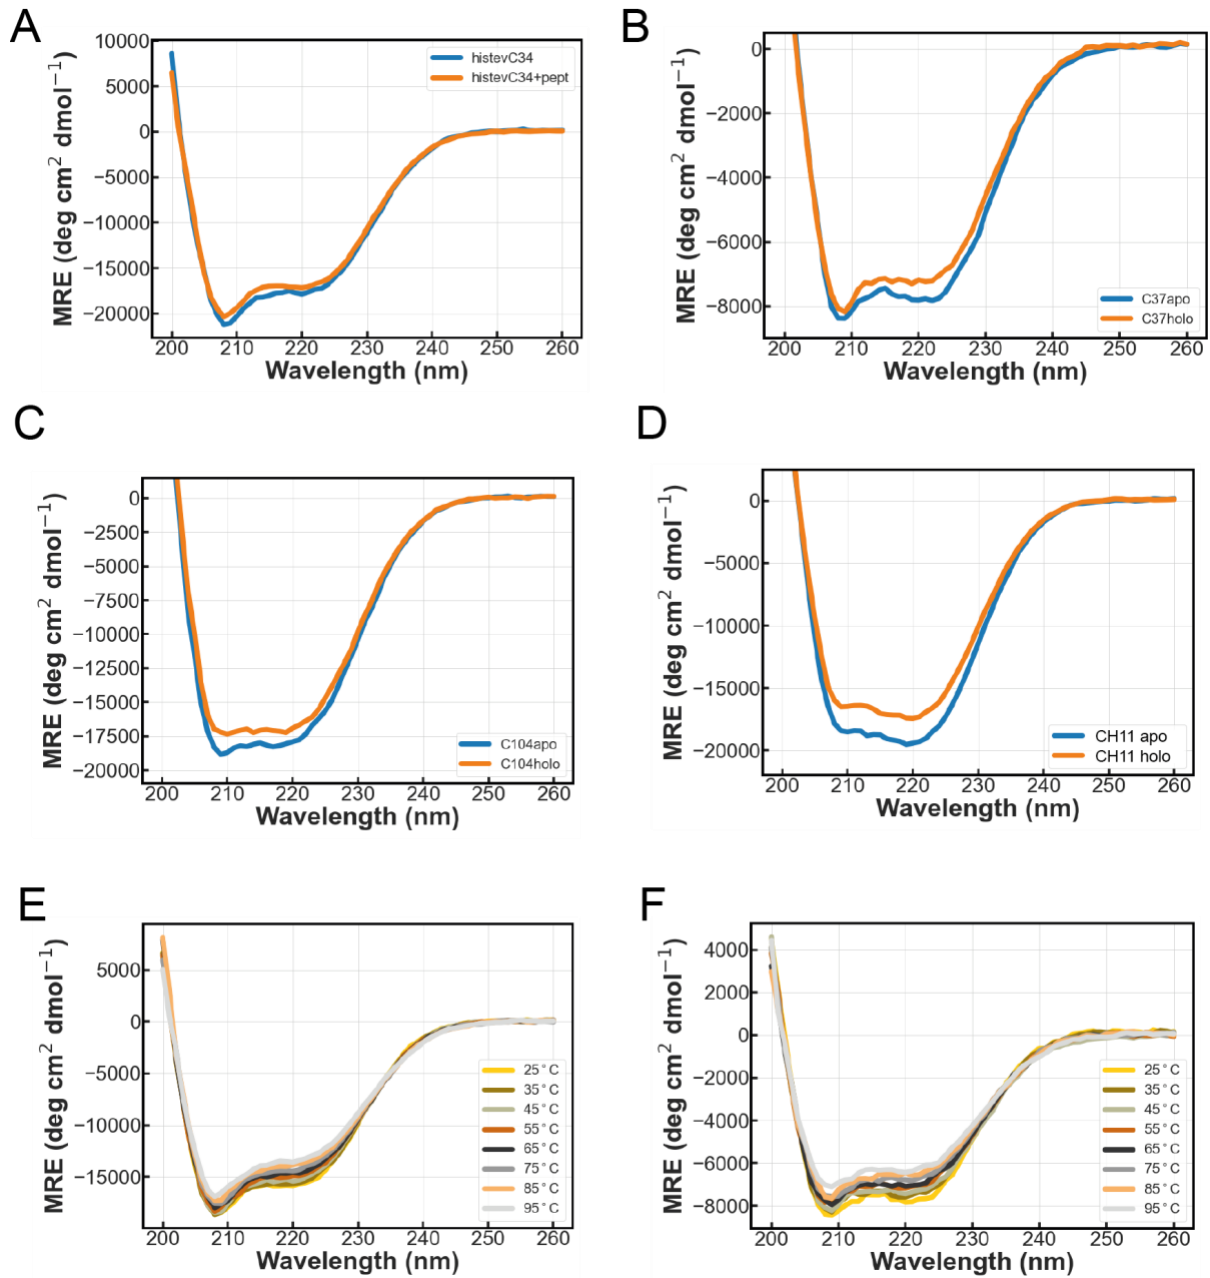 A
MRE (deg cm² dmol⁻¹)
10000
5000
0
−5000
−10000
−15000
−20000
histevC34
histevC34+pept
200 210 220 230 240 250 260
Wavelength (nm)
B
MRE (deg cm² dmol⁻¹)
0
−2000
−4000
−6000
−8000
C37apo
C37holo
200 210 220 230 240 250 260
Wavelength (nm)
C
MRE (deg cm² dmol⁻¹)
0
−2500
−5000
−7500
−10000
−12500
−15000
−17500
−20000
C104apo
C104holo
200 210 220 230 240 250 260
Wavelength (nm)
D
MRE (deg cm² dmol⁻¹)
0
−5000
−10000
−15000
−20000
CH11 apo
CH11 holo
200 210 220 230 240 250 260
Wavelength (nm)
E
MRE (deg cm² dmol⁻¹)
5000
0
−5000
−10000
−15000
25°C
35°C
45°C
55°C
65°C
75°C
85°C
95°C
200 210 220 230 240 250 260
Wavelength (nm)
F
MRE (deg cm² dmol⁻¹)
4000
2000
0
−2000
−4000
−6000
−8000
25°C
35°C
45°C
55°C
65°C
75°C
85°C
95°C
200 210 220 230 240 250 260
Wavelength (nm)